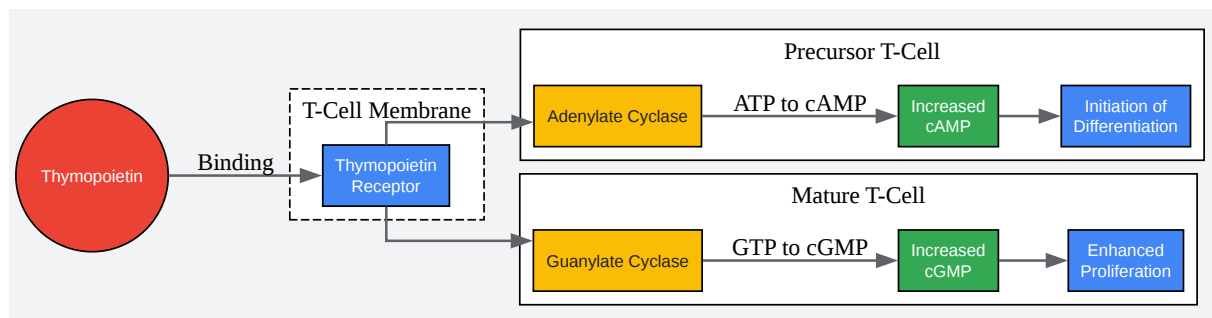 Thymopoietin
Binding
T-Cell Membrane
Thymopoietin
Receptor
Precursor T-Cell
Adenylate Cyclase
ATP to cAMP
Increased
cAMP
Initiation of
Differentiation
Mature T-Cell
Guanylate Cyclase
GTP to cGMP
Increased
cGMP
Enhanced
Proliferation